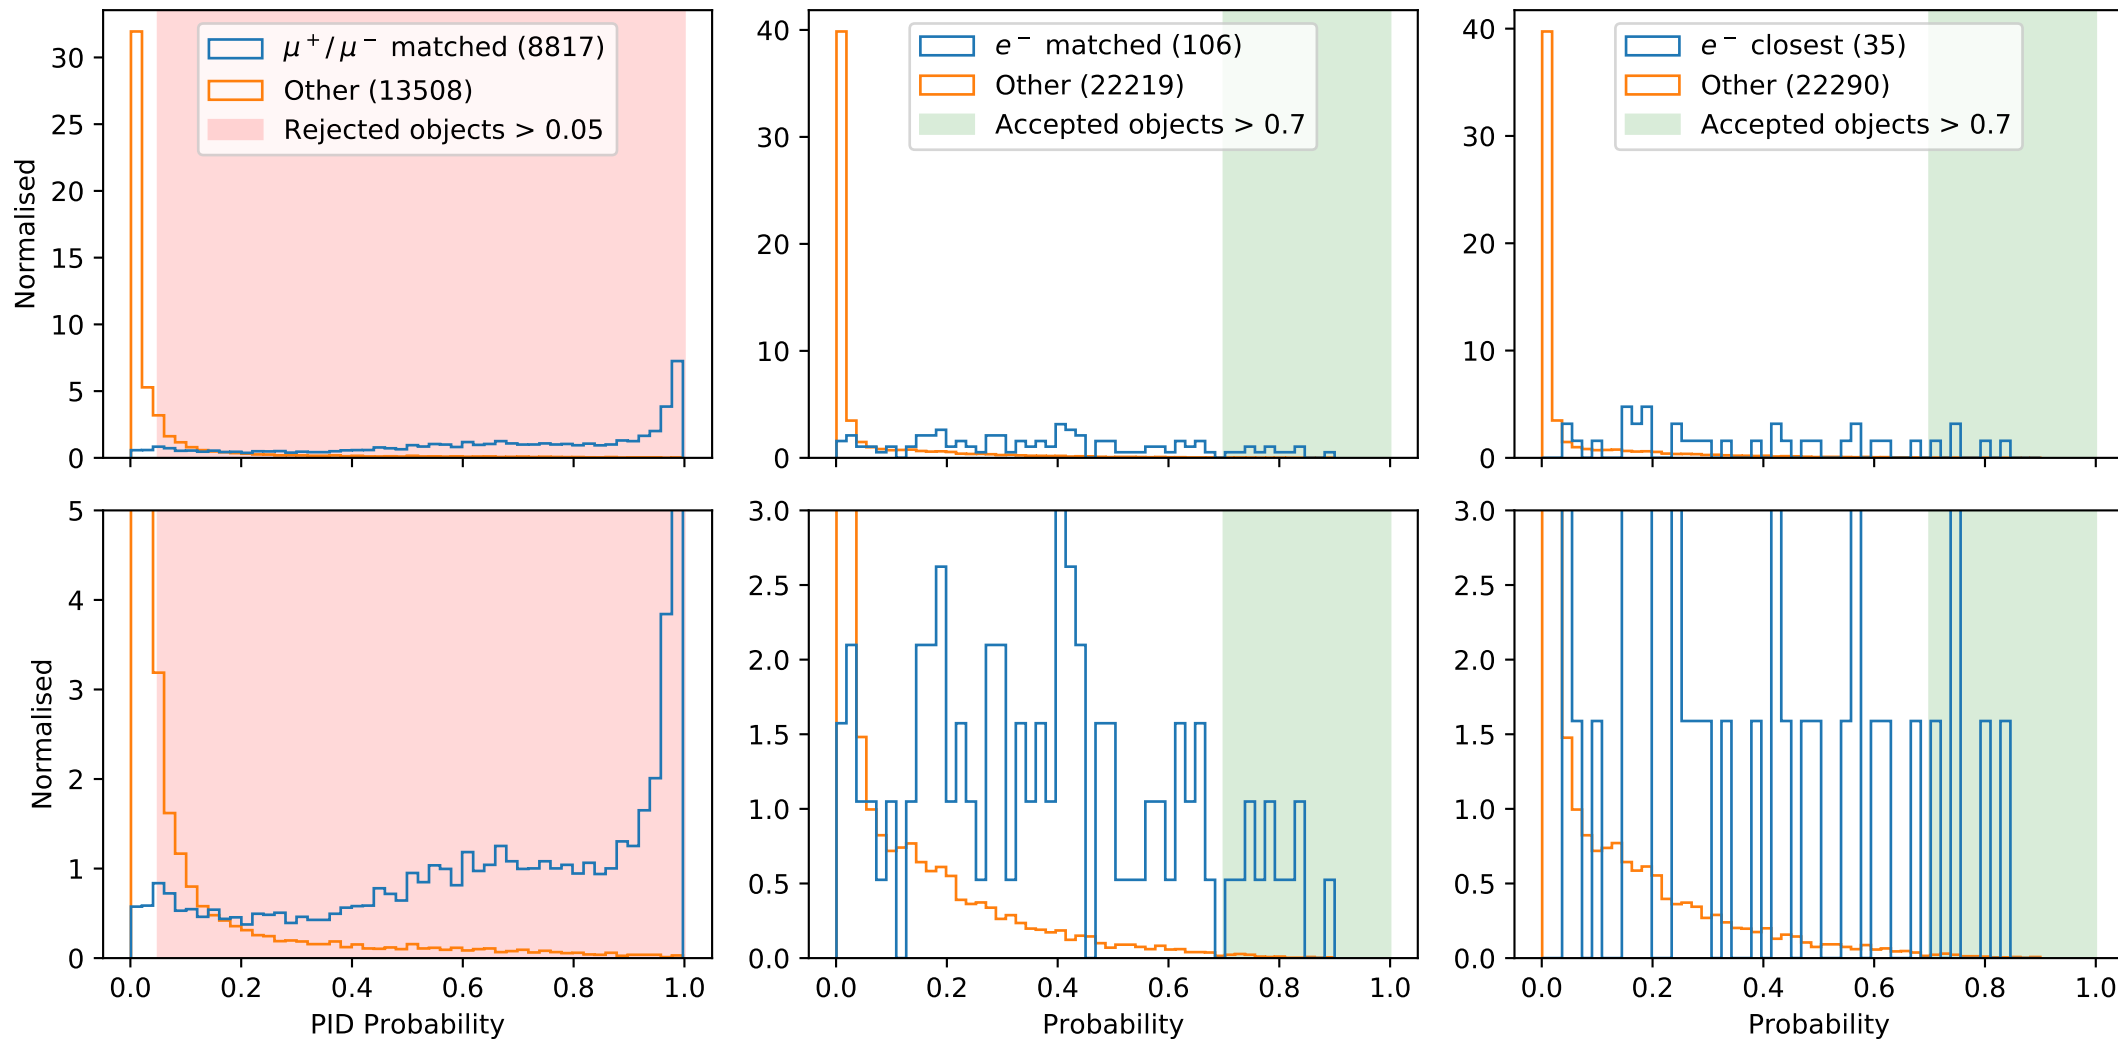 Normalised
30
25
20
15
10
5
0
μ⁺/μ⁻ matched (8817)
Other (13508)
Rejected objects > 0.05
40
30
20
10
0
e⁻ matched (106)
Other (22219)
Accepted objects > 0.7
40
30
20
10
0
e⁻ closest (35)
Other (22290)
Accepted objects > 0.7
Normalised
5
4
3
2
1
0
0.0 0.2 0.4 0.6 0.8 1.0
PID Probability
3.0
2.5
2.0
1.5
1.0
0.5
0.0
0.0 0.2 0.4 0.6 0.8 1.0
Probability
3.0
2.5
2.0
1.5
1.0
0.5
0.0
0.0 0.2 0.4 0.6 0.8 1.0
Probability